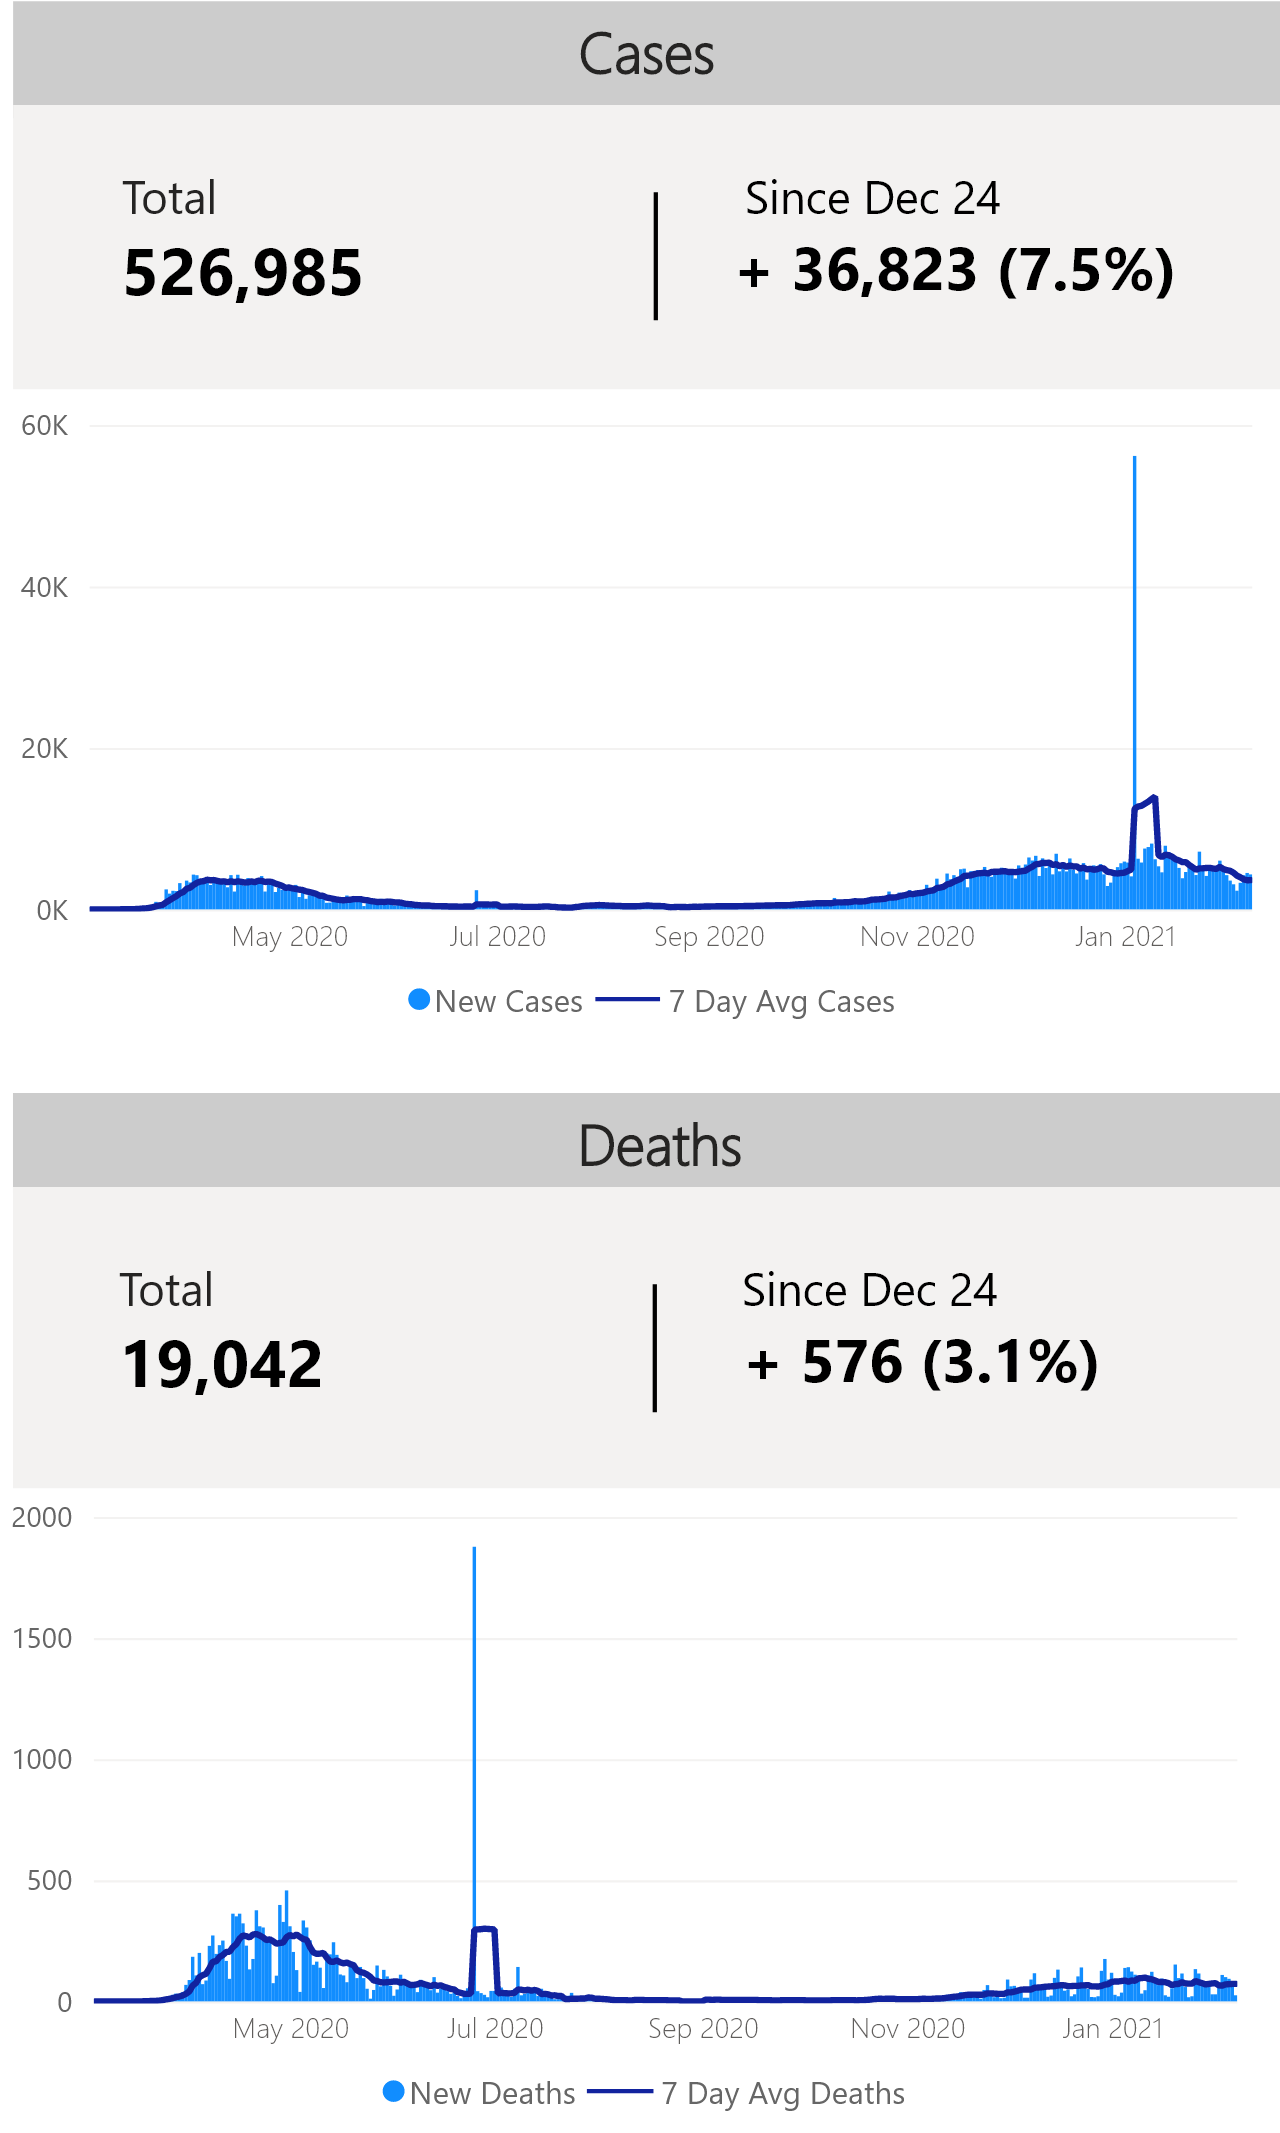 Cases
Total
Since Dec 24
526,985
+ 36,823 (7.5%)
60K
40K
20K
0K
May 2020
Jul 2020
Sep 2020
Nov 2020
Jan 2021
New Cases
7 Day Avg Cases
Deaths
Total
Since Dec 24
19,042
+ 576 (3.1%)
2000
1500
1000
500
0
May 2020
Jul 2020
Sep 2020
Nov 2020
Jan 2021
New Deaths
7 Day Avg Deaths